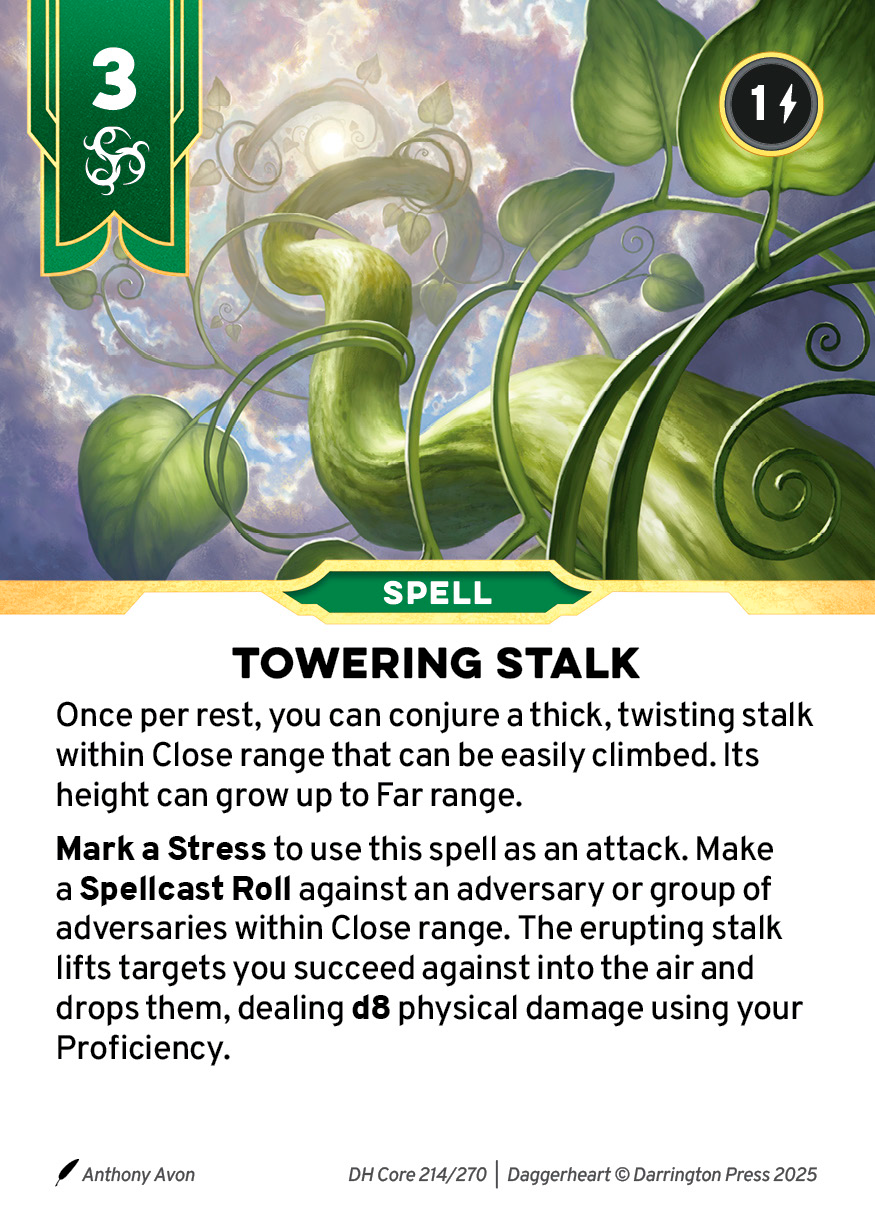 3
1
SPELL
TOWERING STALK
Once per rest, you can conjure a thick, twisting stalk
within Close range that can be easily climbed. Its
height can grow up to Far range.
Mark a Stress to use this spell as an attack. Make
a Spellcast Roll against an adversary or group of
adversaries within Close range. The erupting stalk
lifts targets you succeed against into the air and
drops them, dealing d8 physical damage using your
Proficiency.
Anthony Avon
DH Core 214/270 | Daggerheart © Darrington Press 2025